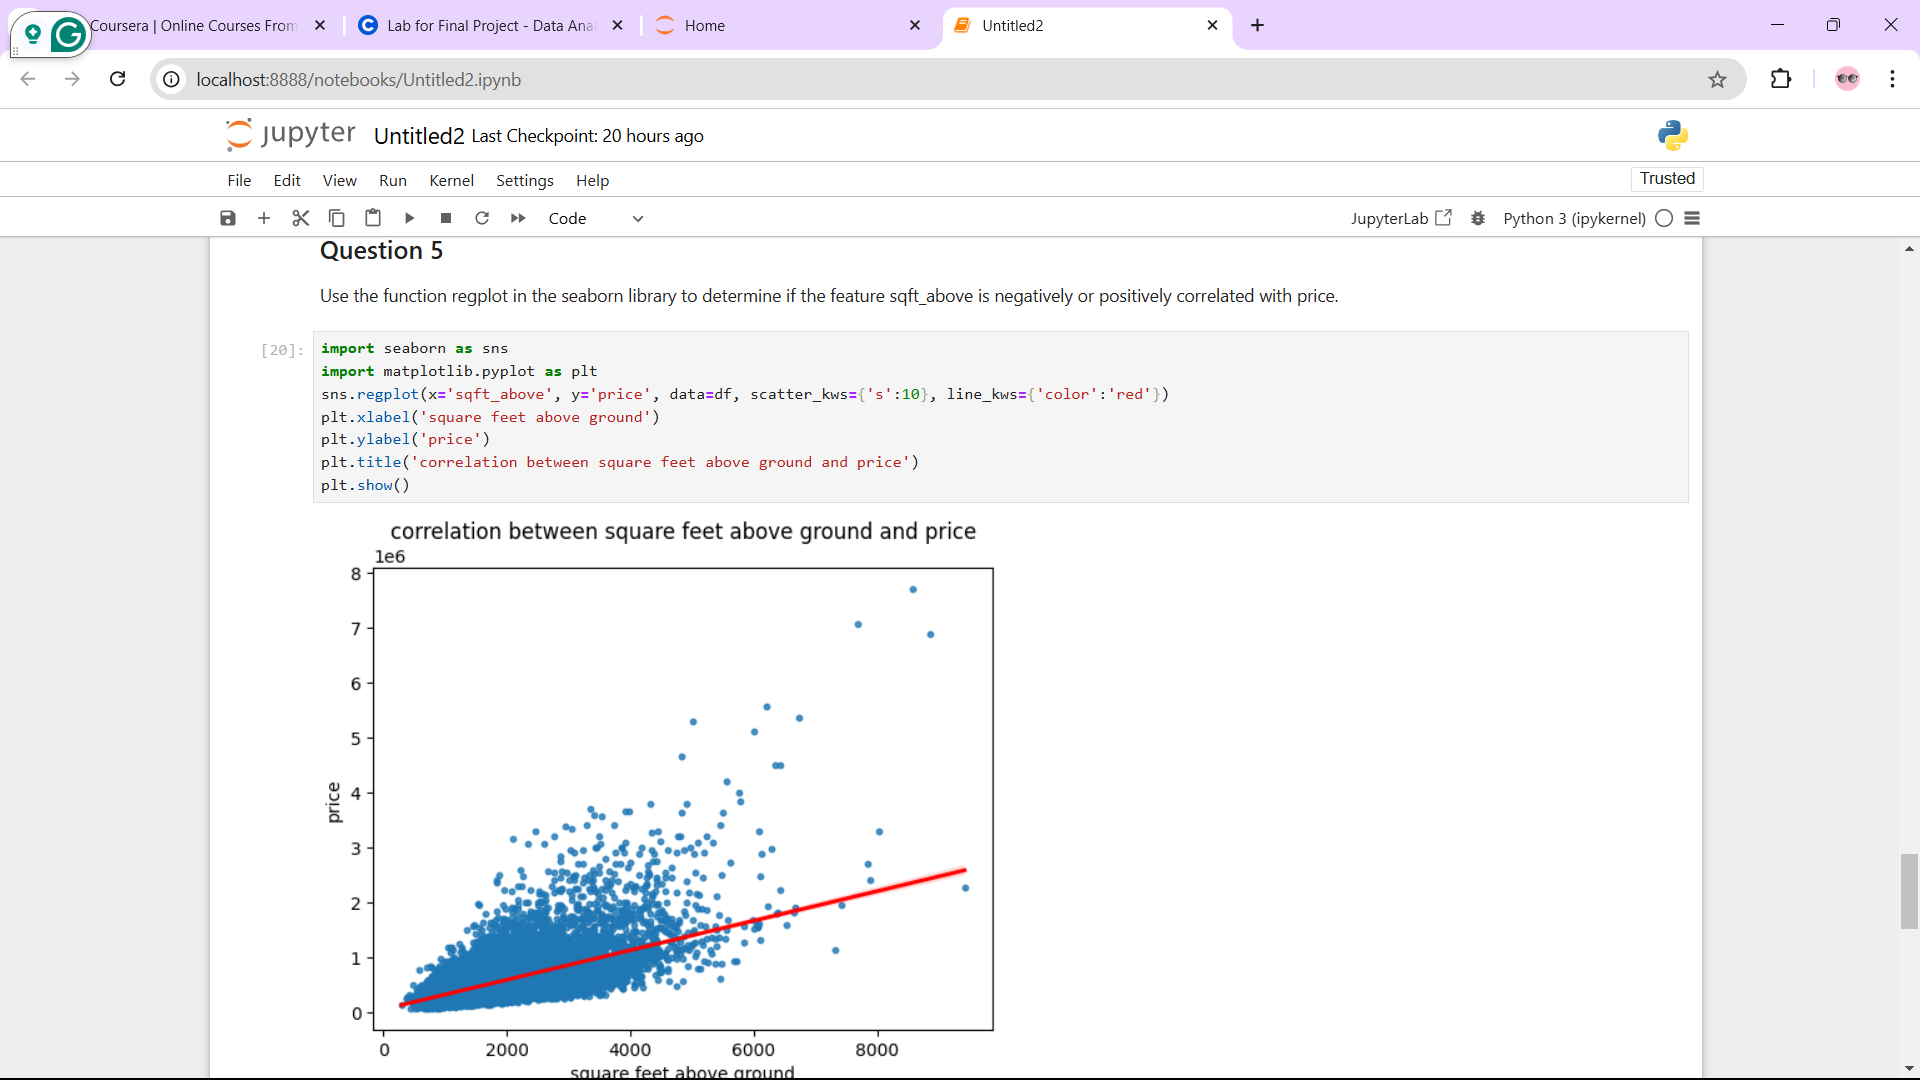 Coursera | Online Courses From
Lab for Final Project - Data Anal
Home
Untitled2
localhost:8888/notebooks/Untitled2.ipynb
jupyter Untitled2 Last Checkpoint: 20 hours ago
File Edit View Run Kernel Settings Help
Trusted
Code
JupyterLab
Python 3 (ipykernel)
Question 5
Use the function regplot in the seaborn library to determine if the feature sqft_above is negatively or positively correlated with price.
[20]:
import seaborn as sns
import matplotlib.pyplot as plt
sns.regplot(x='sqft_above', y='price', data=df, scatter_kws={'s':10}, line_kws={'color':'red'})
plt.xlabel('square feet above ground')
plt.ylabel('price')
plt.title('correlation between square feet above ground and price')
plt.show()
correlation between square feet above ground and price
1e6
8
7
6
5
4
3
2
1
0
price
0 2000 4000 6000 8000
square feet above ground